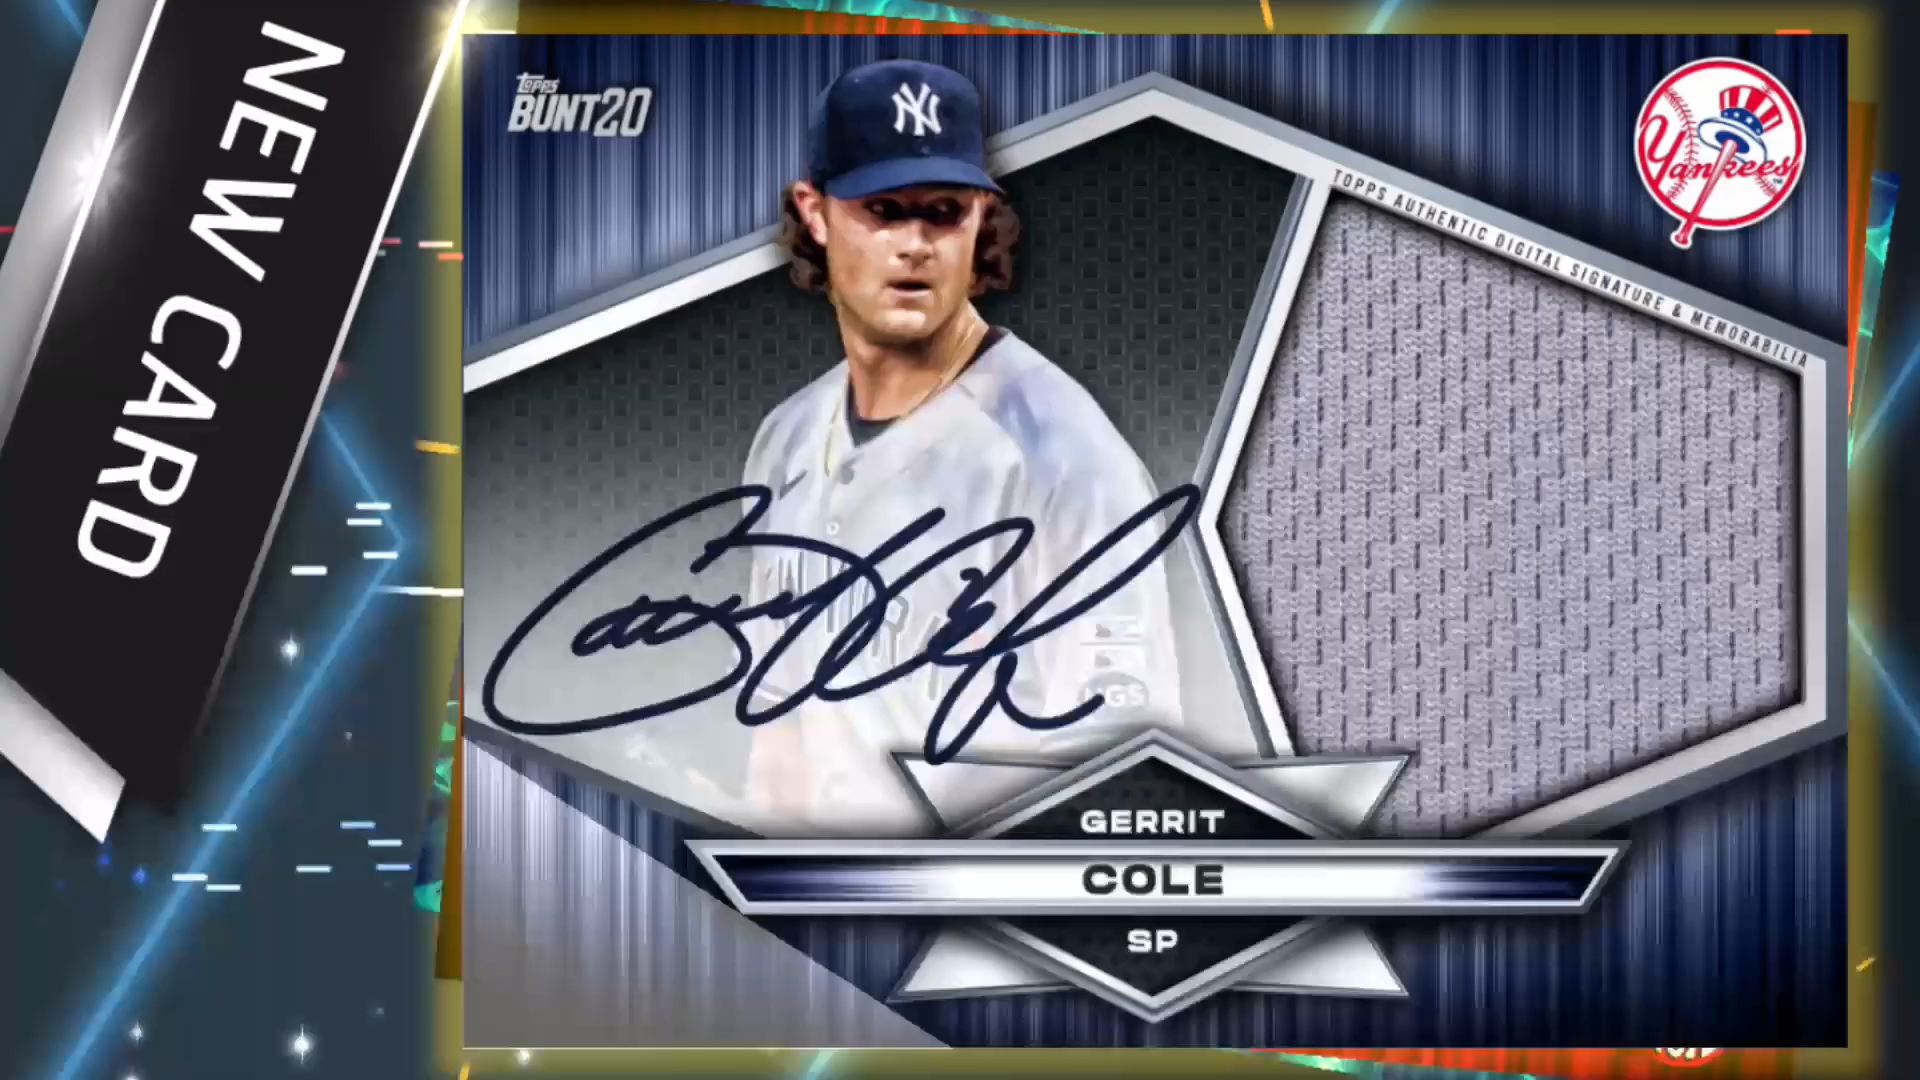 NEW CARD
TOPPS
BUNT20
NY
Yankees
TOPPS AUTHENTIC DIGITAL SIGNATURE & MEMORABILIA
GERRIT
COLE
SP